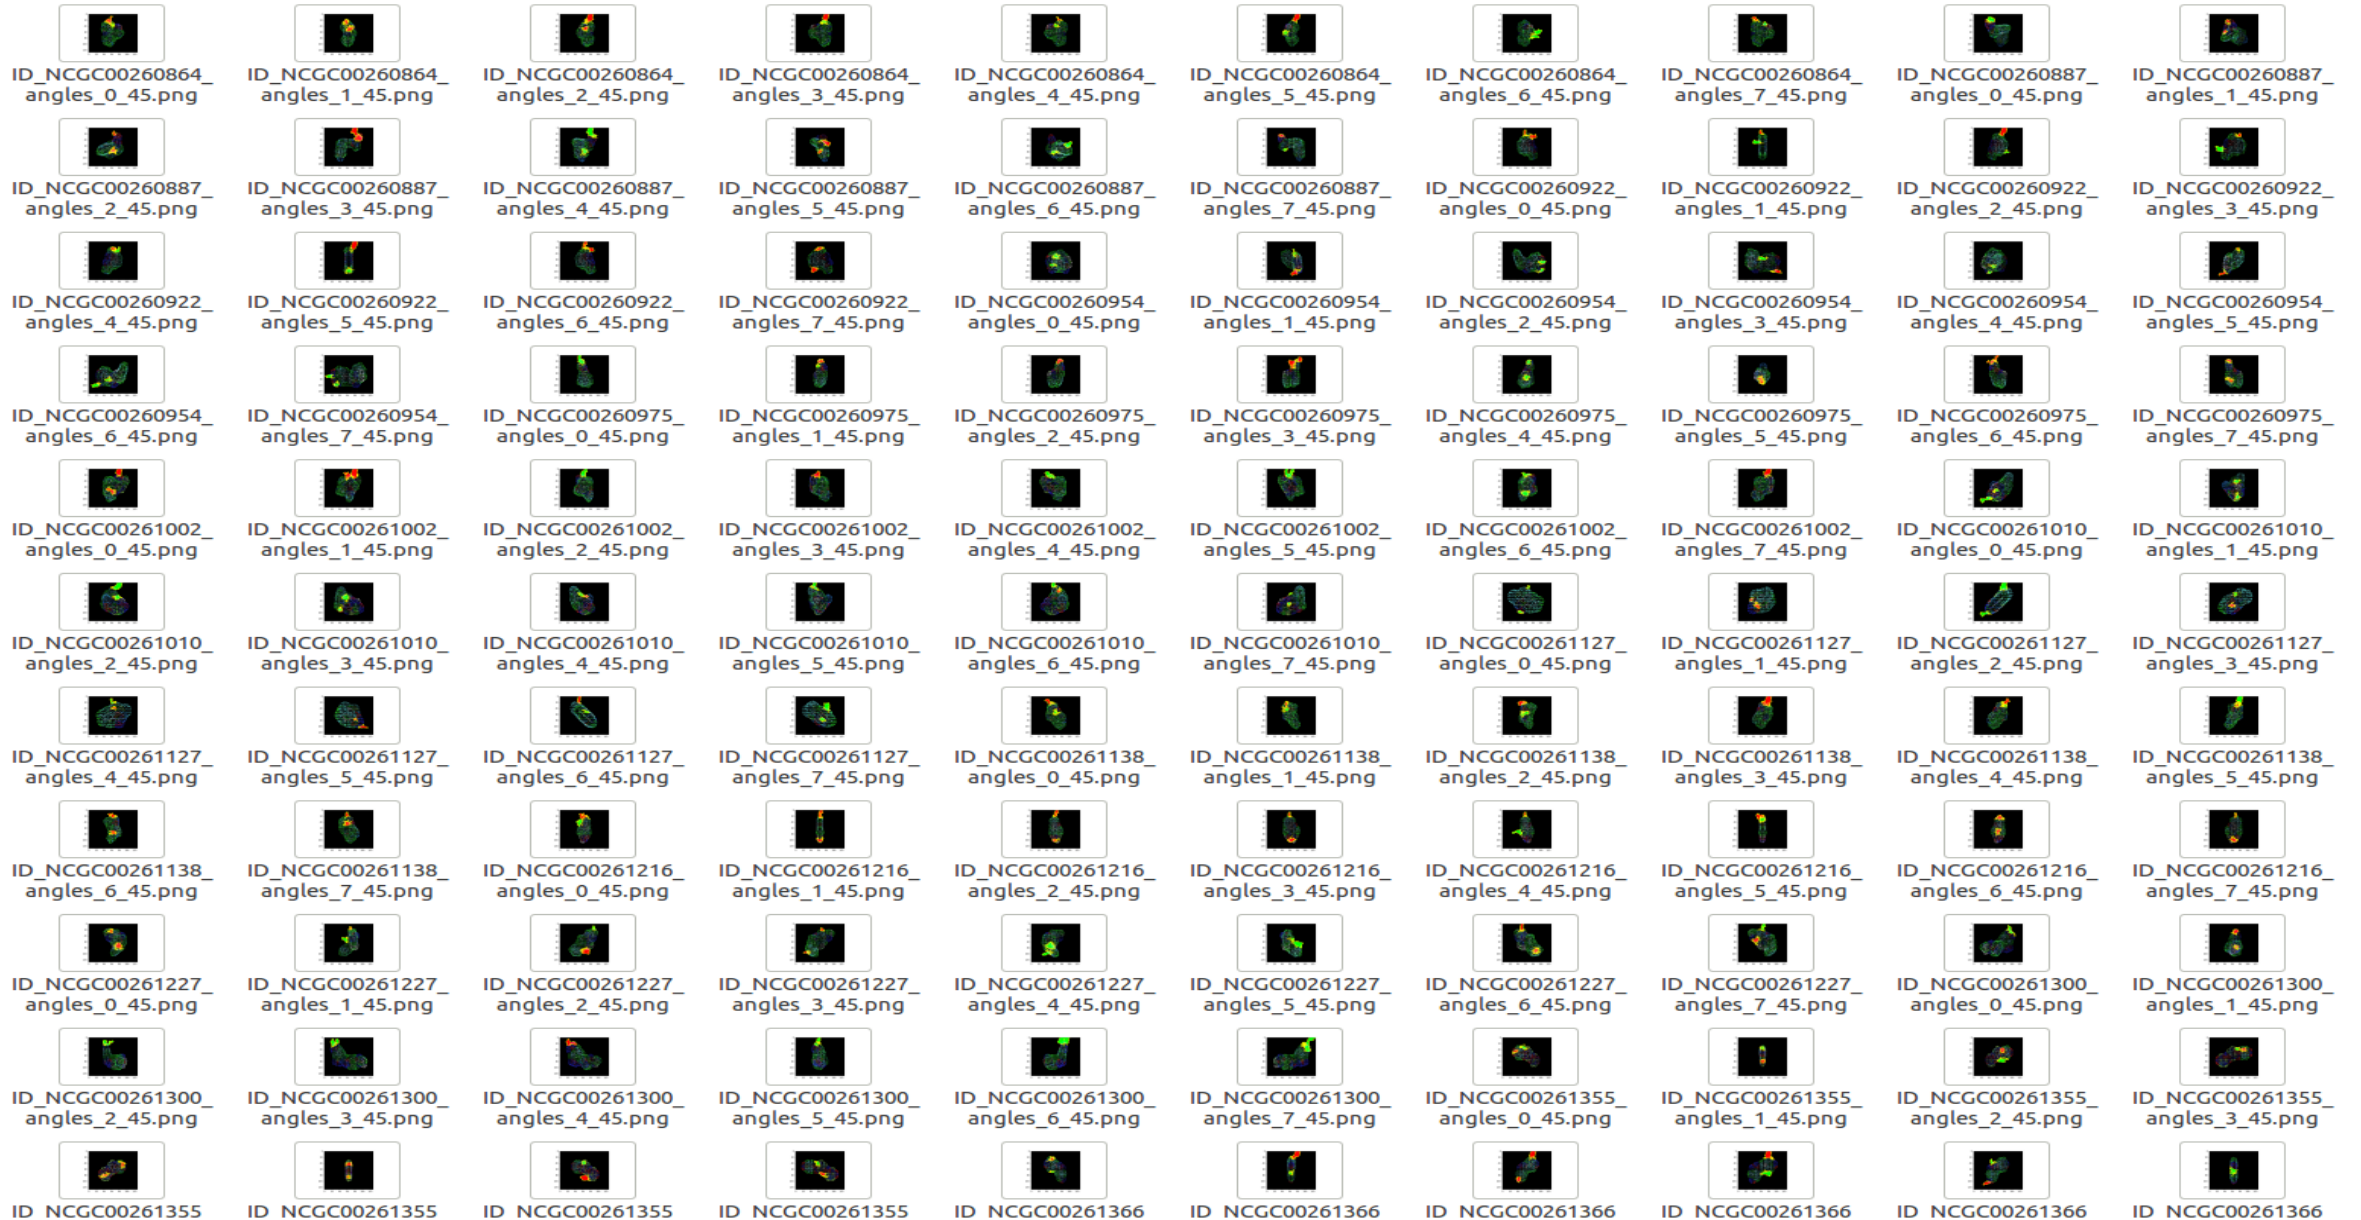 ID_NCGC00260864_ ID_NCGC00260864_ ID_NCGC00260864_ ID_NCGC00260864_ ID_NCGC00260864_ ID_NCGC00260864_ ID_NCGC00260864_ ID_NCGC00260864_ ID_NCGC00260887_ ID_NCGC00260887_
angles_0_45.png angles_1_45.png angles_2_45.png angles_3_45.png angles_4_45.png angles_5_45.png angles_6_45.png angles_7_45.png angles_0_45.png angles_1_45.png
ID_NCGC00260887_ ID_NCGC00260887_ ID_NCGC00260887_ ID_NCGC00260887_ ID_NCGC00260887_ ID_NCGC00260887_ ID_NCGC00260922_ ID_NCGC00260922_ ID_NCGC00260922_ ID_NCGC00260922_
angles_2_45.png angles_3_45.png angles_4_45.png angles_5_45.png angles_6_45.png angles_7_45.png angles_0_45.png angles_1_45.png angles_2_45.png angles_3_45.png
ID_NCGC00260922_ ID_NCGC00260922_ ID_NCGC00260922_ ID_NCGC00260922_ ID_NCGC00260954_ ID_NCGC00260954_ ID_NCGC00260954_ ID_NCGC00260954_ ID_NCGC00260954_ ID_NCGC00260954_
angles_4_45.png angles_5_45.png angles_6_45.png angles_7_45.png angles_0_45.png angles_1_45.png angles_2_45.png angles_3_45.png angles_4_45.png angles_5_45.png
ID_NCGC00260954_ ID_NCGC00260954_ ID_NCGC00260975_ ID_NCGC00260975_ ID_NCGC00260975_ ID_NCGC00260975_ ID_NCGC00260975_ ID_NCGC00260975_ ID_NCGC00260975_ ID_NCGC00260975_
angles_6_45.png angles_7_45.png angles_0_45.png angles_1_45.png angles_2_45.png angles_3_45.png angles_4_45.png angles_5_45.png angles_6_45.png angles_7_45.png
ID_NCGC00261002_ ID_NCGC00261002_ ID_NCGC00261002_ ID_NCGC00261002_ ID_NCGC00261002_ ID_NCGC00261002_ ID_NCGC00261002_ ID_NCGC00261002_ ID_NCGC00261010_ ID_NCGC00261010_
angles_0_45.png angles_1_45.png angles_2_45.png angles_3_45.png angles_4_45.png angles_5_45.png angles_6_45.png angles_7_45.png angles_0_45.png angles_1_45.png
ID_NCGC00261010_ ID_NCGC00261010_ ID_NCGC00261010_ ID_NCGC00261010_ ID_NCGC00261010_ ID_NCGC00261010_ ID_NCGC00261127_ ID_NCGC00261127_ ID_NCGC00261127_ ID_NCGC00261127_
angles_2_45.png angles_3_45.png angles_4_45.png angles_5_45.png angles_6_45.png angles_7_45.png angles_0_45.png angles_1_45.png angles_2_45.png angles_3_45.png
ID_NCGC00261127_ ID_NCGC00261127_ ID_NCGC00261127_ ID_NCGC00261127_ ID_NCGC00261138_ ID_NCGC00261138_ ID_NCGC00261138_ ID_NCGC00261138_ ID_NCGC00261138_ ID_NCGC00261138_
angles_4_45.png angles_5_45.png angles_6_45.png angles_7_45.png angles_0_45.png angles_1_45.png angles_2_45.png angles_3_45.png angles_4_45.png angles_5_45.png
ID_NCGC00261138_ ID_NCGC00261138_ ID_NCGC00261216_ ID_NCGC00261216_ ID_NCGC00261216_ ID_NCGC00261216_ ID_NCGC00261216_ ID_NCGC00261216_ ID_NCGC00261216_ ID_NCGC00261216_
angles_6_45.png angles_7_45.png angles_0_45.png angles_1_45.png angles_2_45.png angles_3_45.png angles_4_45.png angles_5_45.png angles_6_45.png angles_7_45.png
ID_NCGC00261227_ ID_NCGC00261227_ ID_NCGC00261227_ ID_NCGC00261227_ ID_NCGC00261227_ ID_NCGC00261227_ ID_NCGC00261227_ ID_NCGC00261227_ ID_NCGC00261300_ ID_NCGC00261300_
angles_0_45.png angles_1_45.png angles_2_45.png angles_3_45.png angles_4_45.png angles_5_45.png angles_6_45.png angles_7_45.png angles_0_45.png angles_1_45.png
ID_NCGC00261300_ ID_NCGC00261300_ ID_NCGC00261300_ ID_NCGC00261300_ ID_NCGC00261300_ ID_NCGC00261300_ ID_NCGC00261355_ ID_NCGC00261355_ ID_NCGC00261355_ ID_NCGC00261355_
angles_2_45.png angles_3_45.png angles_4_45.png angles_5_45.png angles_6_45.png angles_7_45.png angles_0_45.png angles_1_45.png angles_2_45.png angles_3_45.png
ID_NCGC00261355 ID_NCGC00261355 ID_NCGC00261355 ID_NCGC00261355 ID_NCGC00261366 ID_NCGC00261366 ID_NCGC00261366 ID_NCGC00261366 ID_NCGC00261366 ID_NCGC00261366